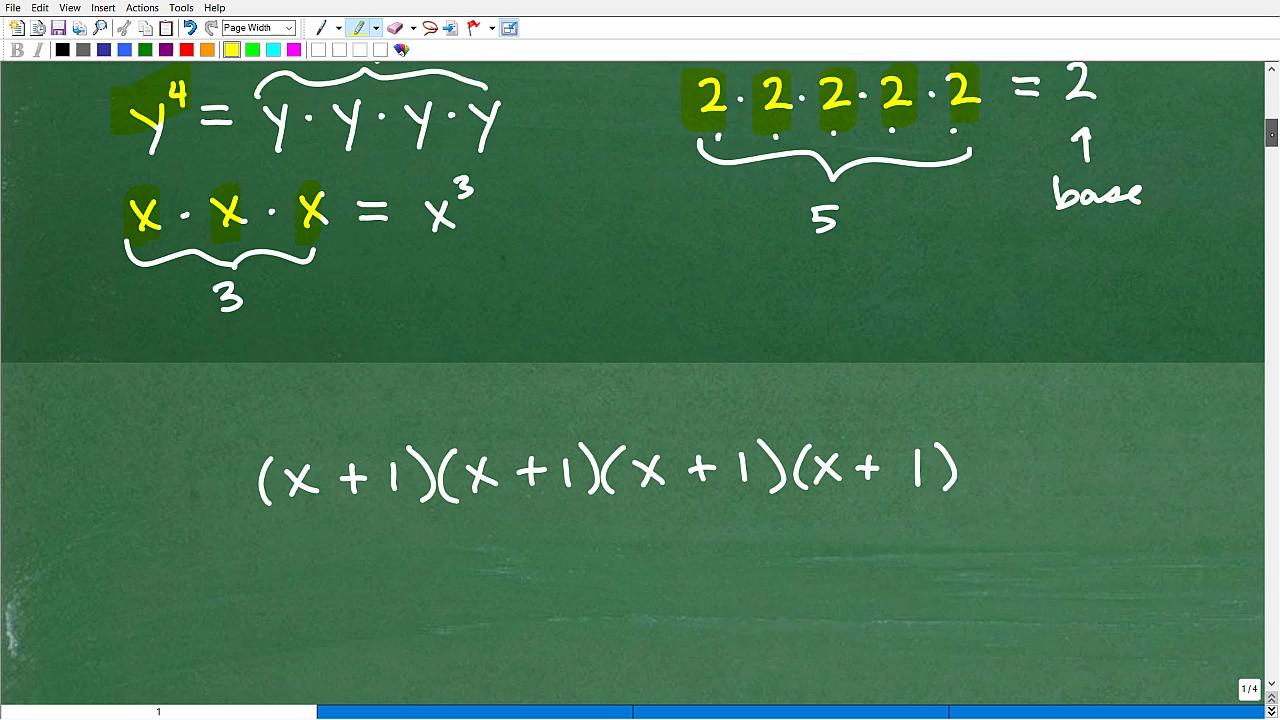 File Edit View Insert Actions Tools Help
Page Width
B I
y⁴ = y · y · y · y
2 · 2 · 2 · 2 · 2 = 2
5
base
x · x · x = x³
3
(x + 1)(x + 1)(x + 1)(x + 1)
1/4
1